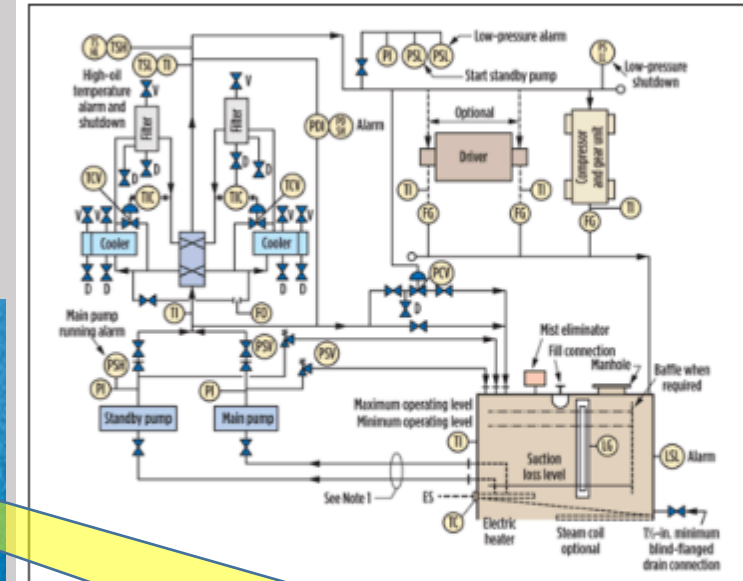 TSH
TSL
TI
V
High-oil
temperature
alarm and
shutdown
Filter
Filter
V
D
D
TCV
TIC
TIC
TCV
V
V
V
V
Cooler
Cooler
D
D
D
D
PDI
Alarm
PI
PSL
PSL
Low-pressure alarm
Start standby pump
PS
Low-pressure
shutdown
Optional
Driver
Compressor
and gear unit
TI
TI
TI
FG
FG
FG
PCV
D
TI
FO
Main pump
running alarm
PSH
PI
PSV
PI
PSV
Standby pump
Main pump
See Note 1
Mist eliminator
Fill connection
Manhole
Baffle when
required
Maximum operating level
Minimum operating level
TI
LG
LSL
Alarm
Suction
loss level
ES
TC
Electric
heater
Steam coil
optional
1½-in. minimum
blind-flanged
drain connection